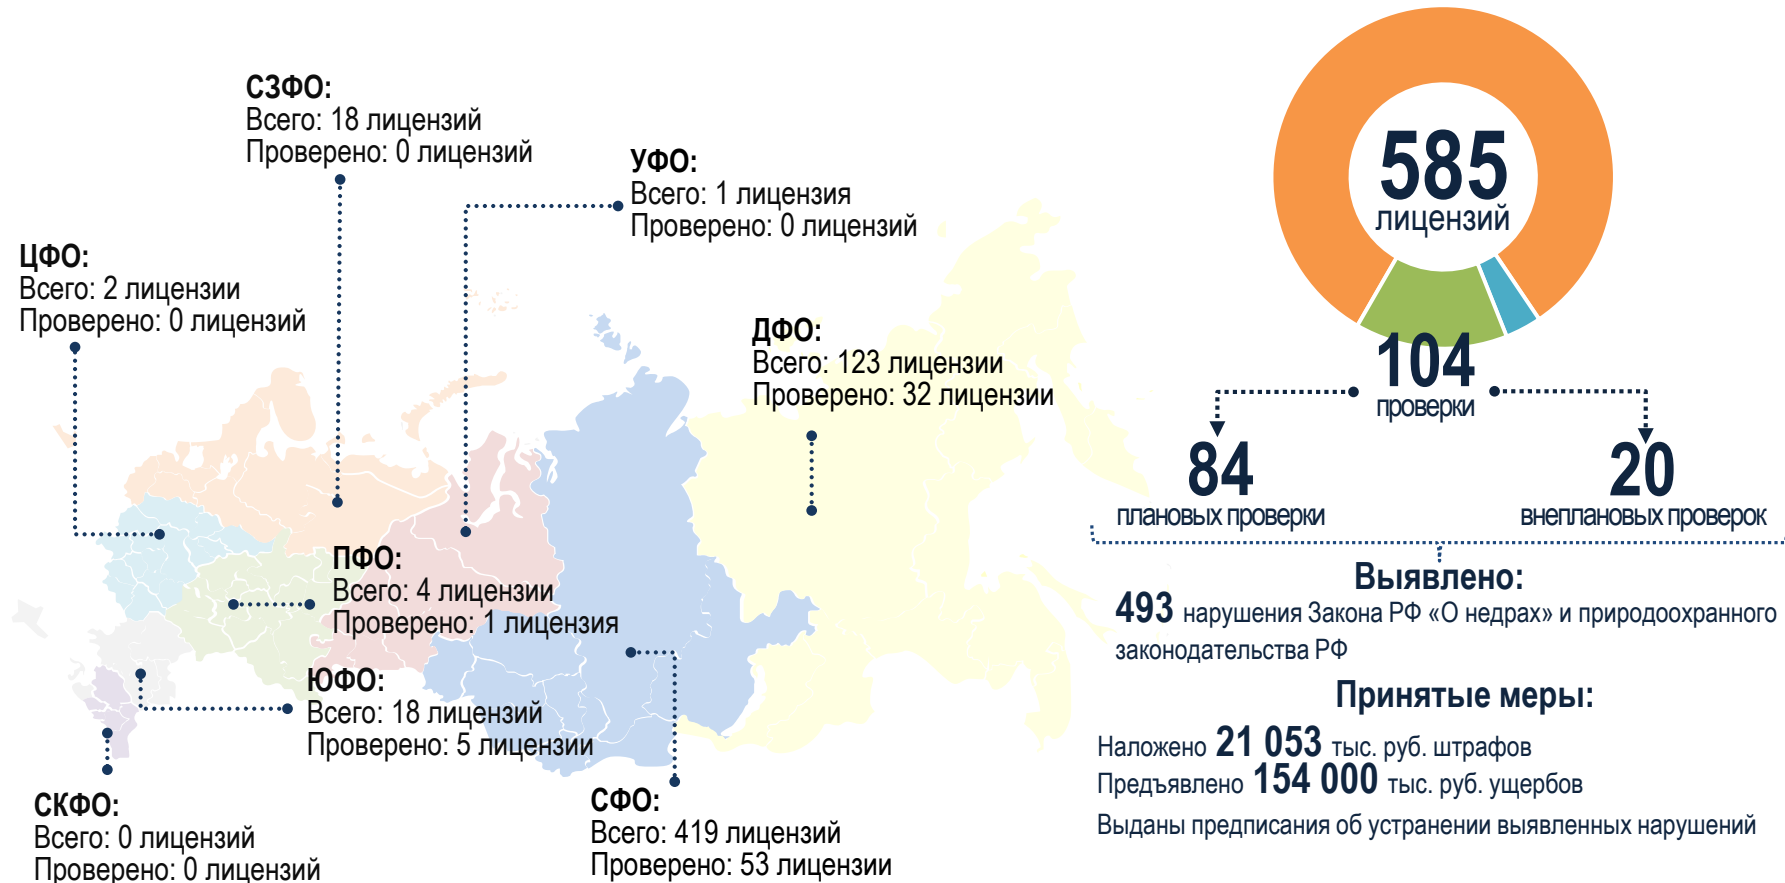 СЗФО:
Всего: 18 лицензий
Проверено: 0 лицензий
УФО:
Всего: 1 лицензия
Проверено: 0 лицензий
ЦФО:
Всего: 2 лицензии
Проверено: 0 лицензий
ДФО:
Всего: 123 лицензии
Проверено: 32 лицензии
ПФО:
Всего: 4 лицензии
Проверено: 1 лицензия
ЮФО:
Всего: 18 лицензий
Проверено: 5 лицензии
СКФО:
Всего: 0 лицензий
Проверено: 0 лицензий
СФО:
Всего: 419 лицензий
Проверено: 53 лицензии
585
лицензий
104
проверки
84
плановых проверки
20
внеплановых проверок
Выявлено:
493 нарушения Закона РФ «О недрах» и природоохранного
законодательства РФ
Принятые меры:
Наложено 21 053 тыс. руб. штрафов
Предъявлено 154 000 тыс. руб. ущербов
Выданы предписания об устранении выявленных нарушений